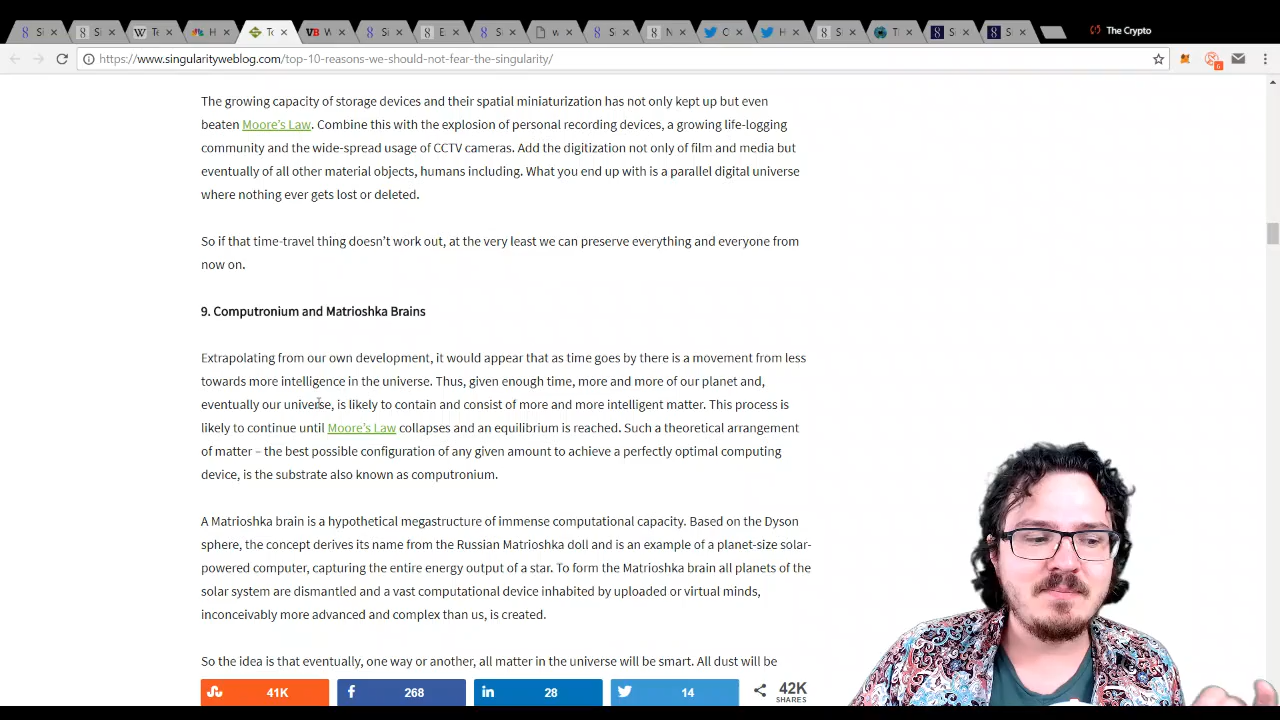 Si
Si
Te
H
To
VB W
Si
E
Si
w
Si
N
C
H
S
T
S
S
The Crypto
https://www.singularityweblog.com/top-10-reasons-we-should-not-fear-the-singularity/
6
The growing capacity of storage devices and their spatial miniaturization has not only kept up but even
beaten Moore’s Law. Combine this with the explosion of personal recording devices, a growing life-logging
community and the wide-spread usage of CCTV cameras. Add the digitization not only of film and media but
eventually of all other material objects, humans including. What you end up with is a parallel digital universe
where nothing ever gets lost or deleted.
So if that time-travel thing doesn’t work out, at the very least we can preserve everything and everyone from
now on.
9. Computronium and Matrioshka Brains
Extrapolating from our own development, it would appear that as time goes by there is a movement from less
towards more intelligence in the universe. Thus, given enough time, more and more of our planet and,
eventually our universe, is likely to contain and consist of more and more intelligent matter. This process is
likely to continue until Moore’s Law collapses and an equilibrium is reached. Such a theoretical arrangement
of matter – the best possible configuration of any given amount to achieve a perfectly optimal computing
device, is the substrate also known as computronium.
A Matrioshka brain is a hypothetical megastructure of immense computational capacity. Based on the Dyson
sphere, the concept derives its name from the Russian Matrioshka doll and is an example of a planet-size solar-
powered computer, capturing the entire energy output of a star. To form the Matrioshka brain all planets of the
solar system are dismantled and a vast computational device inhabited by uploaded or virtual minds,
inconceivably more advanced and complex than us, is created.
So the idea is that eventually, one way or another, all matter in the universe will be smart. All dust will be
41K
268
28
14
42K
SHARES